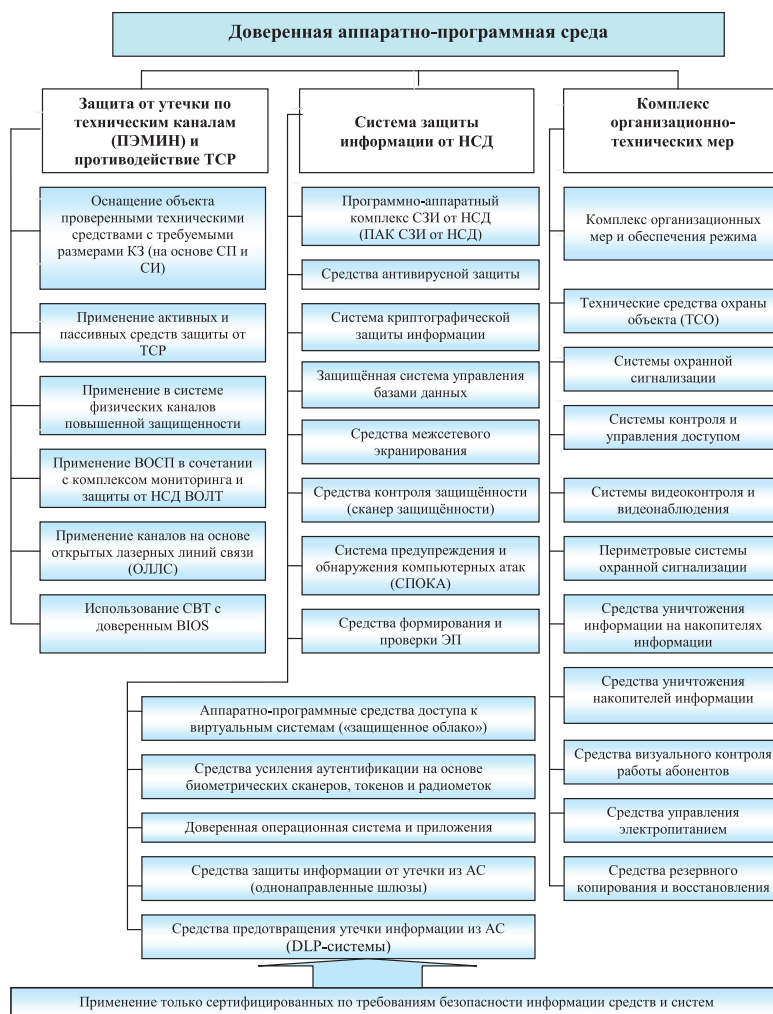 Доверенная аппаратно-программная среда
Защита от утечки по
техническим каналам
(ПЭМИН) и
противодействие ТСР
Оснащение объекта
проверенными техническими
средствами с требуемыми
размерами КЗ (на основе СП и
СИ)
Применение активных и
пассивных средств защиты от
ТСР
Применение в системе
физических каналов
повышенной защищенности
Применение ВОСП в сочетании
с комплексом мониторинга и
защиты от НСД ВОЛТ
Применение каналов на основе
открытых лазерных линий связи
(ОЛЛС)
Использование СВТ с
доверенным BIOS
Система защиты
информации от НСД
Программно-аппаратный
комплекс СЗИ от НСД
(ПАК СЗИ от НСД)
Средства антивирусной защиты
Система криптографической
защиты информации
Защищённая система управления
базами данных
Средства межсетевого
экранирования
Средства контроля защищённости
(сканер защищённости)
Система предупреждения и
обнаружения компьютерных атак
(СПОКА)
Средства формирования и
проверки ЭП
Аппаратно-программные средства доступа к
виртуальным системам («защищенное облако»)
Средства усиления аутентификации на основе
биометрических сканеров, токенов и радиометок
Доверенная операционная система и приложения
Средства защиты информации от утечки из АС
(однонаправленные шлюзы)
Средства предотвращения утечки информации из АС
(DLP-системы)
Комплекс
организационно-
технических мер
Комплекс организационных
мер и обеспечения режима
Технические средства охраны
объекта (ТСО)
Системы охранной
сигнализации
Системы контроля и
управления доступом
Системы видеоконтроля и
видеонаблюдения
Периметровые системы
охранной сигнализации
Средства уничтожения
информации на накопителях
информации
Средства уничтожения
накопителей информации
Средства визуального контроля
работы абонентов
Средства управления
электропитанием
Средства резервного
копирования и восстановления
Применение только сертифицированных по требованиям безопасности информации средств и систем